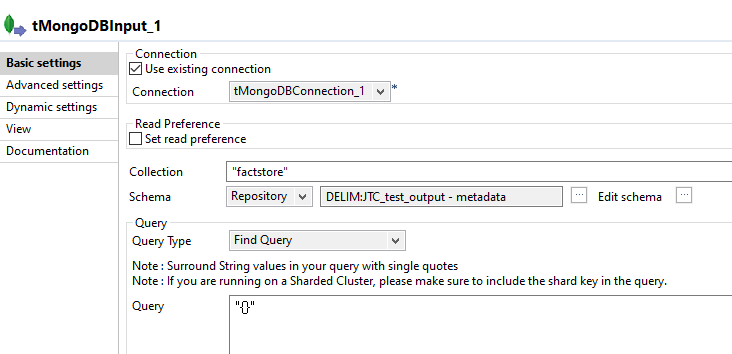 tMongoDBInput_1
Basic settings
Advanced settings
Dynamic settings
View
Documentation
Connection
Use existing connection
Connection tMongoDBConnection_1 *
Read Preference
Set read preference
Collection "factstore"
Schema Repository DELIM:JTC_test_output - metadata ... Edit schema ...
Query
Query Type Find Query
Note : Surround String values in your query with single quotes
Note : If you are running on a Sharded Cluster, please make sure to include the shard key in the query.
Query "{}"